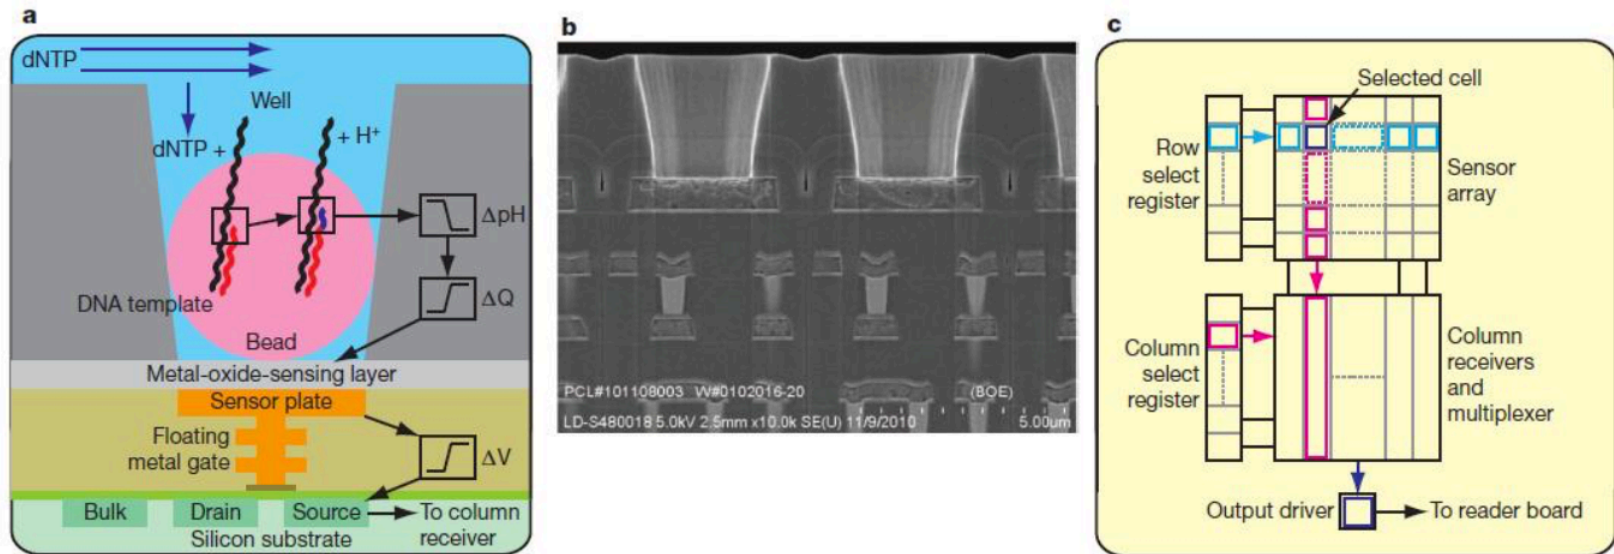 a
dNTP
Well
dNTP +
+ H⁺
ΔpH
ΔQ
DNA template
Bead
Metal-oxide-sensing layer
Sensor plate
Floating
metal gate
ΔV
Bulk
Drain
Source
To column
receiver
Silicon substrate
b
PCL#101108003 W#0102016-20 (BOE)
LD-S480018 5.0kV 2.5mm x10.0k SE(U) 11/9/2010 5.00um
c
Selected cell
Row
select
register
Sensor
array
Column
select
register
Column
receivers
and
multiplexer
Output driver
To reader board